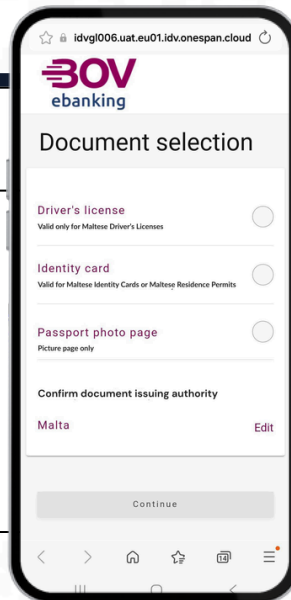 idvgl006.uat.eu01.idv.onespan.cloud
BOV
ebanking
Document selection
Driver's license
Valid only for Maltese Driver's Licenses
Identity card
Valid for Maltese Identity Cards or Maltese Residence Permits
Passport photo page
Picture page only
Confirm document issuing authority
Malta Edit
Continue
14